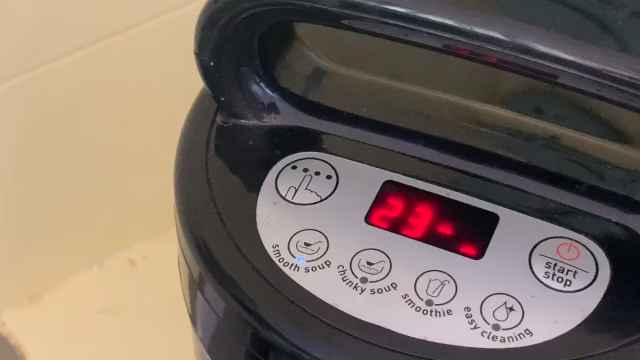 23--
smooth soup
chunky soup
smoothie
easy cleaning
start
stop